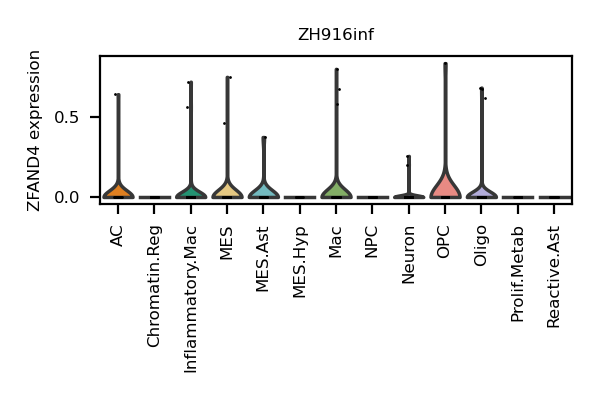 ZH916inf
ZFAND4 expression
0.5
0.0
AC
Chromatin.Reg
Inflammatory.Mac
MES
MES.Ast
MES.Hyp
Mac
NPC
Neuron
OPC
Oligo
Prolif.Metab
Reactive.Ast